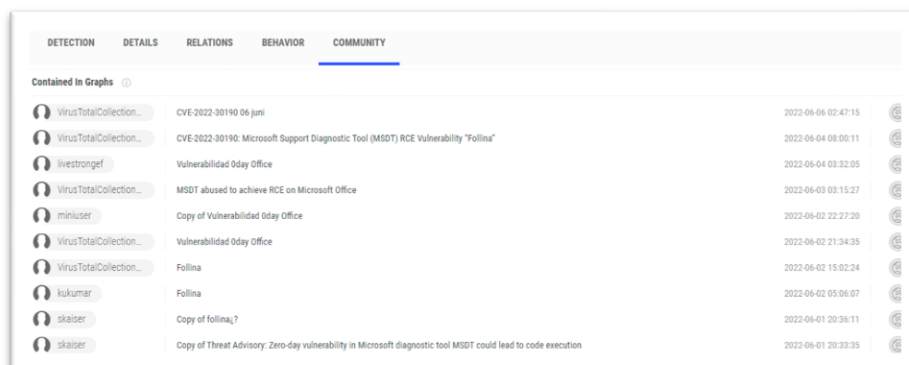 DETECTION DETAILS RELATIONS BEHAVIOR COMMUNITY
Contained In Graphs
VirusTotalCollection... CVE-2022-30190 06 juni 2022-06-06 02:47:15
VirusTotalCollection... CVE-2022-30190: Microsoft Support Diagnostic Tool (MSDT) RCE Vulnerability "Follina" 2022-06-04 08:00:11
livestrongef Vulnerabilidad 0day Office 2022-06-04 03:32:05
VirusTotalCollection... MSDT abused to achieve RCE on Microsoft Office 2022-06-03 03:15:27
miniuser Copy of Vulnerabilidad 0day Office 2022-06-02 22:27:20
VirusTotalCollection... Vulnerabilidad 0day Office 2022-06-02 21:34:35
VirusTotalCollection... Follina 2022-06-02 15:02:24
kukumar Follina 2022-06-02 05:06:07
skaiser Copy of follina¿? 2022-06-01 20:36:11
skaiser Copy of Threat Advisory: Zero-day vulnerability in Microsoft diagnostic tool MSDT could lead to code execution 2022-06-01 20:33:35